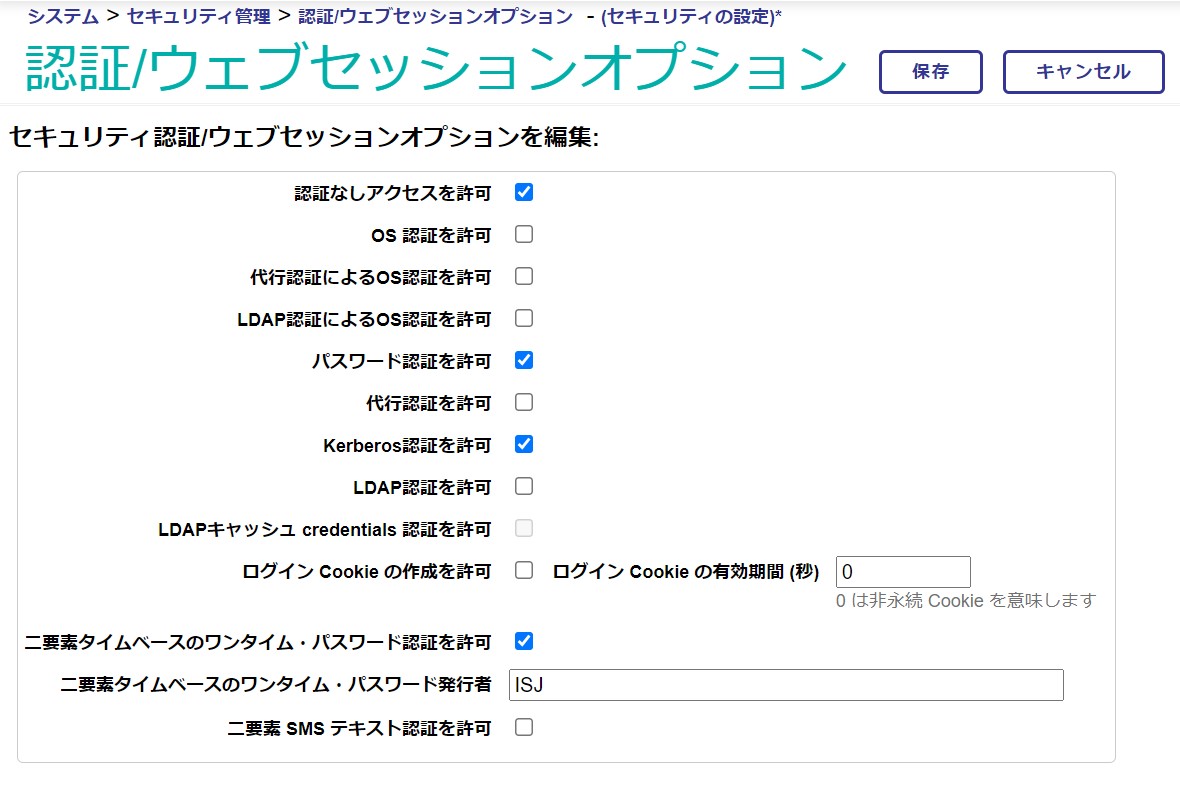 システム > セキュリティ管理 > 認証/ウェブセッションオプション - (セキュリティの設定)*
認証/ウェブセッションオプション 保存 キャンセル
セキュリティ認証/ウェブセッションオプションを編集:
認証なしアクセスを許可
OS 認証を許可
代行認証によるOS認証を許可
LDAP認証によるOS認証を許可
パスワード認証を許可
代行認証を許可
Kerberos認証を許可
LDAP認証を許可
LDAPキャッシュ credentials 認証を許可
ログイン Cookie の作成を許可 ログイン Cookie の有効期間 (秒) 0
0 は非永続 Cookie を意味します
二要素タイムベースのワンタイム・パスワード認証を許可
二要素タイムベースのワンタイム・パスワード発行者 ISJ
二要素 SMS テキスト認証を許可